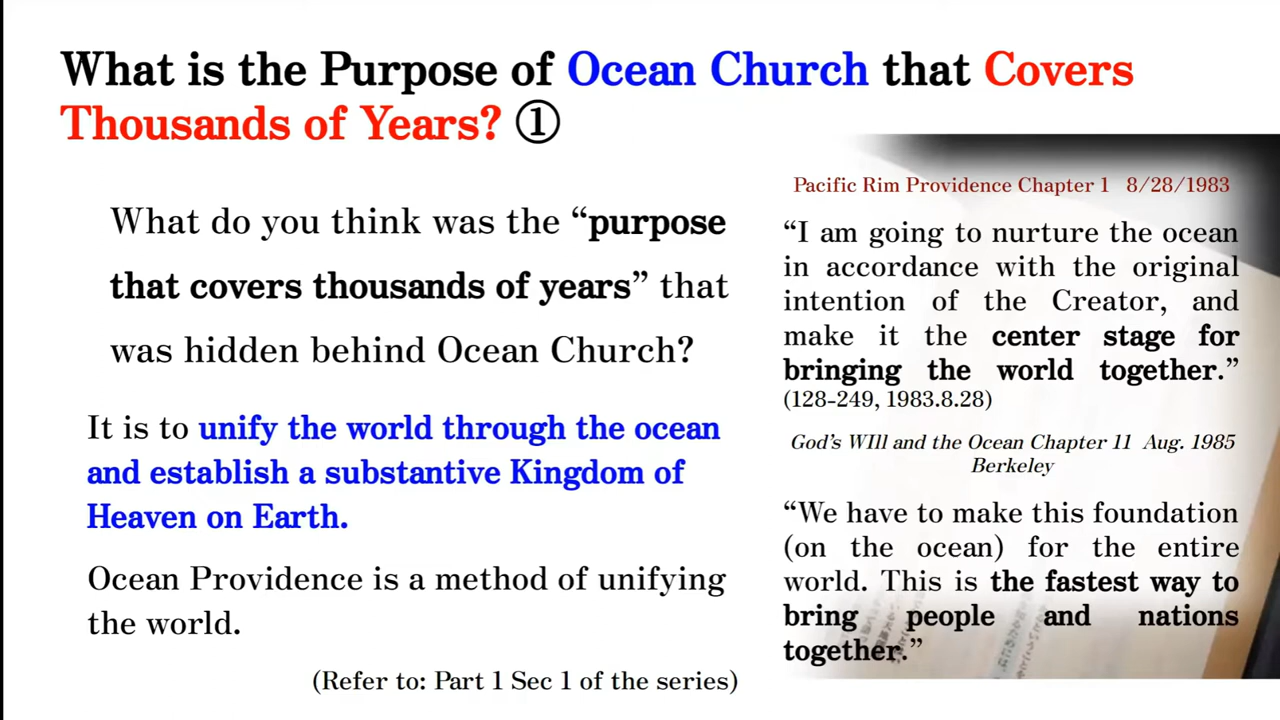 What is the Purpose of Ocean Church that Covers
Thousands of Years? ①
What do you think was the “purpose
that covers thousands of years” that
was hidden behind Ocean Church?
It is to unify the world through the ocean
and establish a substantive Kingdom of
Heaven on Earth.
Ocean Providence is a method of unifying
the world.
(Refer to: Part 1 Sec 1 of the series)
Pacific Rim Providence Chapter 1 8/28/1983
“I am going to nurture the ocean
in accordance with the original
intention of the Creator, and
make it the center stage for
bringing the world together.”
(128-249, 1983.8.28)
God's WIll and the Ocean Chapter 11 Aug. 1985
Berkeley
“We have to make this foundation
(on the ocean) for the entire
world. This is the fastest way to
bring people and nations
together.”